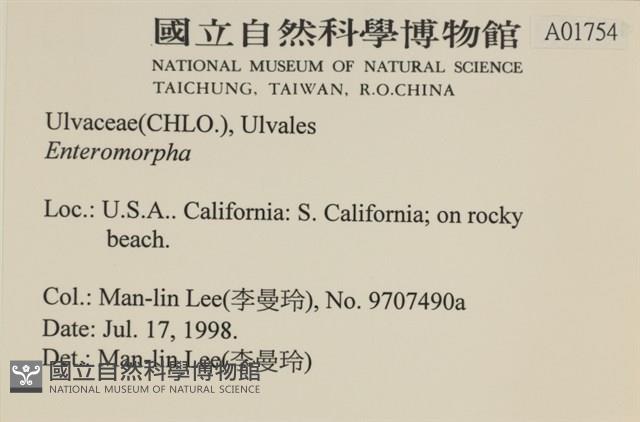 國立自然科學博物館 A01754
NATIONAL MUSEUM OF NATURAL SCIENCE
TAICHUNG, TAIWAN, R.O.CHINA
Ulvaceae(CHLO.), Ulvales
Enteromorpha
Loc.: U.S.A.. California: S. California; on rocky
beach.
Col.: Man-lin Lee(李曼玲), No. 9707490a
Date: Jul. 17, 1998.
Det.: Man-lin Lee(李曼玲)
國立自然科學博物館
NATIONAL MUSEUM OF NATURAL SCIENCE